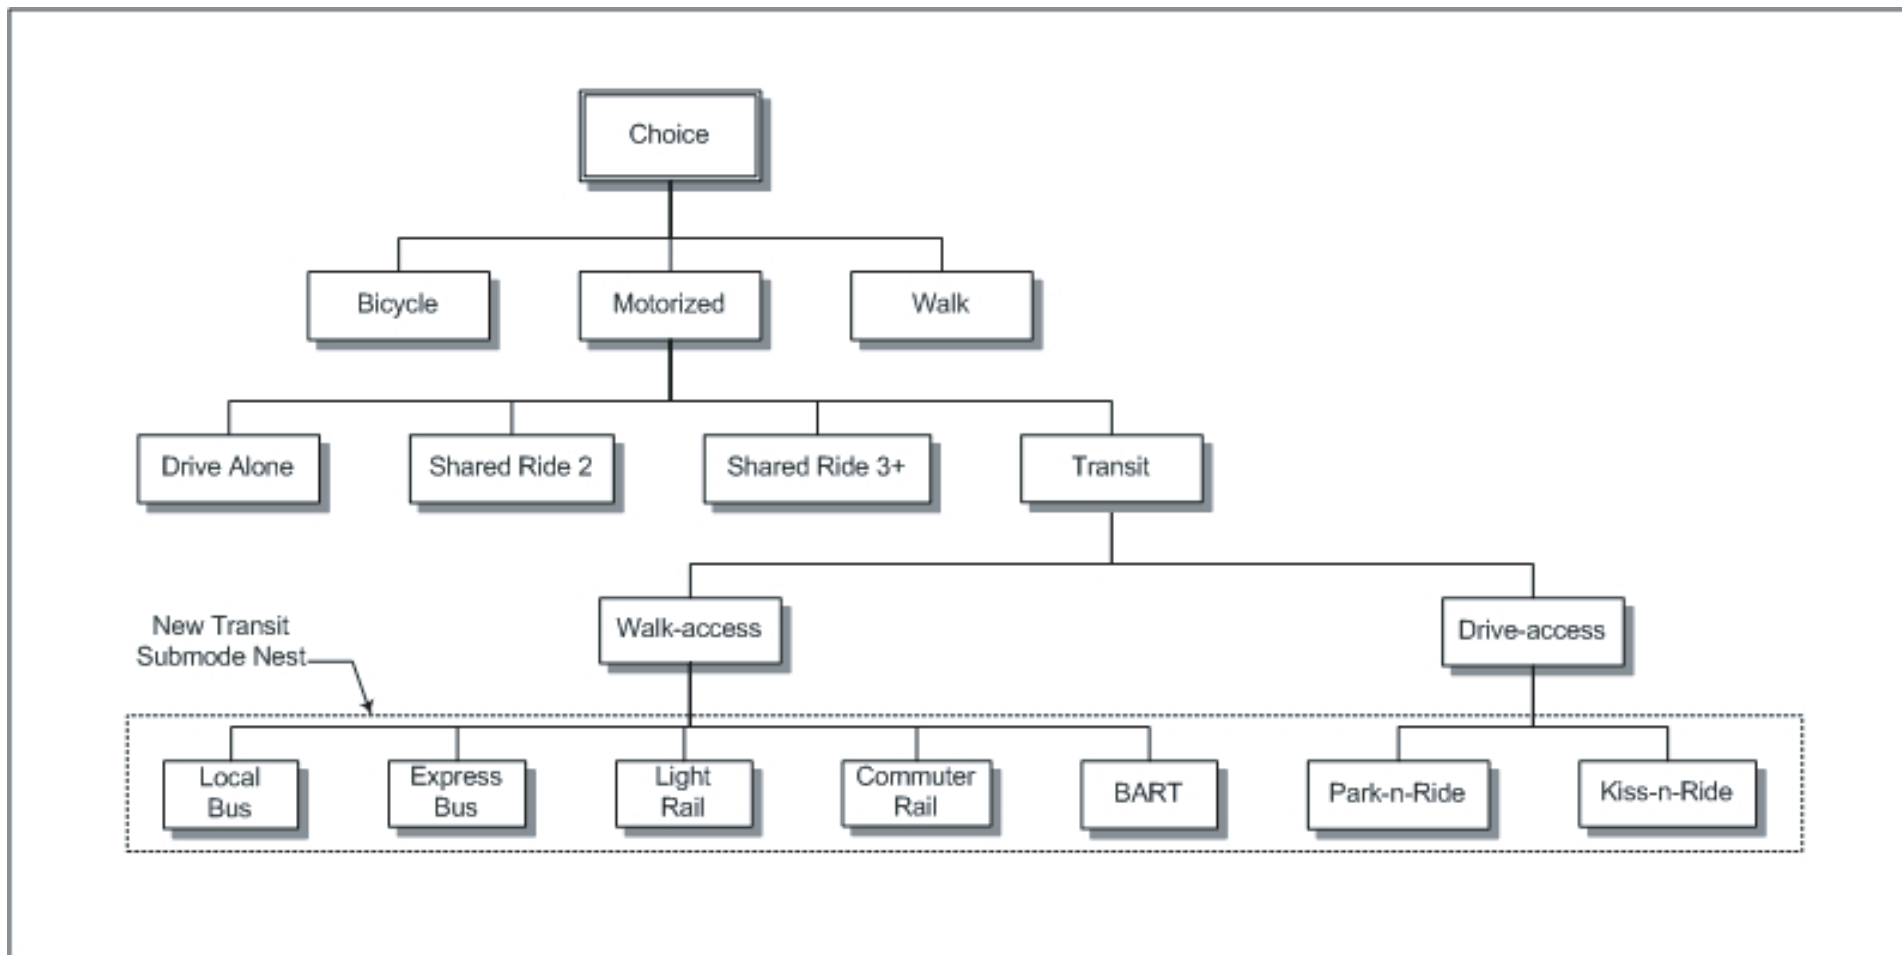 Choice
Bicycle
Motorized
Walk
Drive Alone
Shared Ride 2
Shared Ride 3+
Transit
Walk-access
Drive-access
New Transit
Submode Nest
Local
Bus
Express
Bus
Light
Rail
Commuter
Rail
BART
Park-n-Ride
Kiss-n-Ride